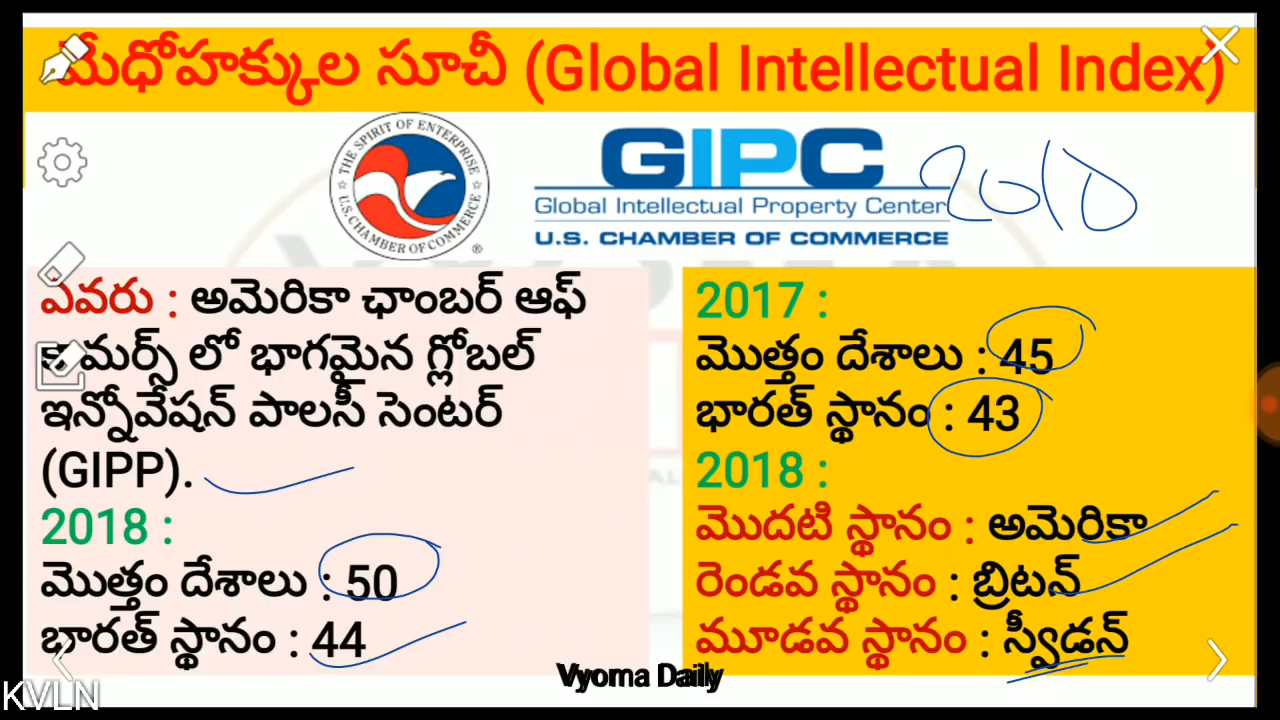 మేధోహక్కుల సూచీ (Global Intellectual Index)
THE SPIRIT OF ENTERPRISE
U.S. CHAMBER OF COMMERCE
®
GIPC
Global Intellectual Property Center
U.S. CHAMBER OF COMMERCE
2018
ఎవరు : అమెరికా ఛాంబర్ ఆఫ్
కామర్స్ లో భాగమైన గ్లోబల్
ఇన్నోవేషన్ పాలసీ సెంటర్
(GIPP).
2018 :
మొత్తం దేశాలు : 50
భారత్ స్థానం : 44
2017 :
మొత్తం దేశాలు : 45
భారత్ స్థానం : 43
2018 :
మొదటి స్థానం : అమెరికా
రెండవ స్థానం : బ్రిటన్
మూడవ స్థానం : స్వీడన్
Vyoma Daily
KVLN